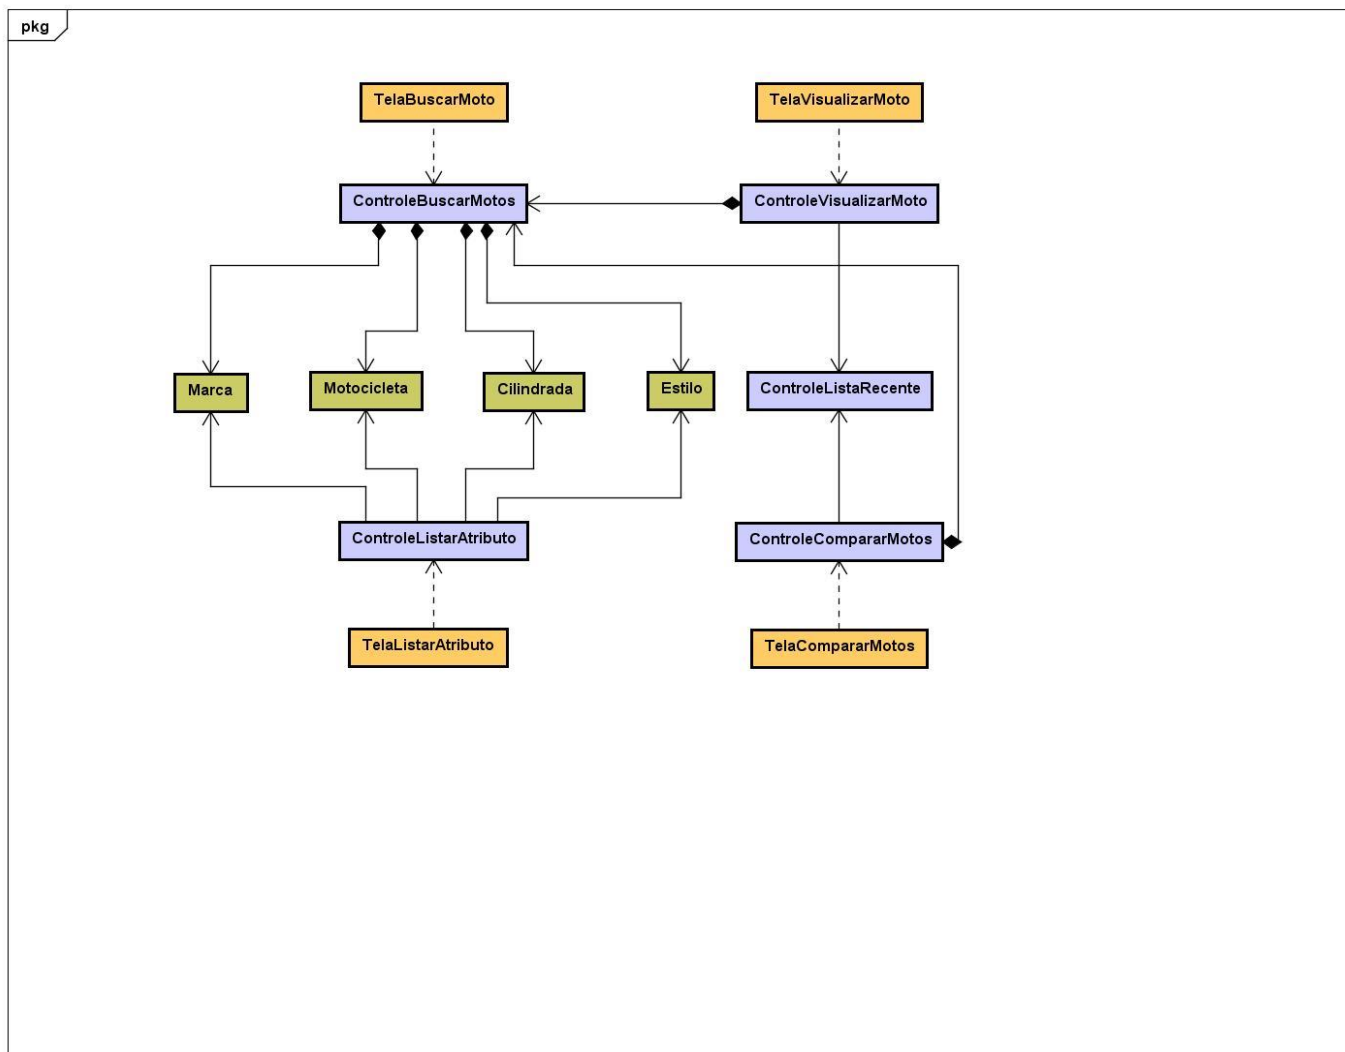 pkg
TelaBuscarMoto
TelaVisualizarMoto
ControleBuscarMotos
ControleVisualizarMoto
Marca
Motocicleta
Cilindrada
Estilo
ControleListaRecente
ControleListarAtributo
ControleCompararMotos
TelaListarAtributo
TelaCompararMotos